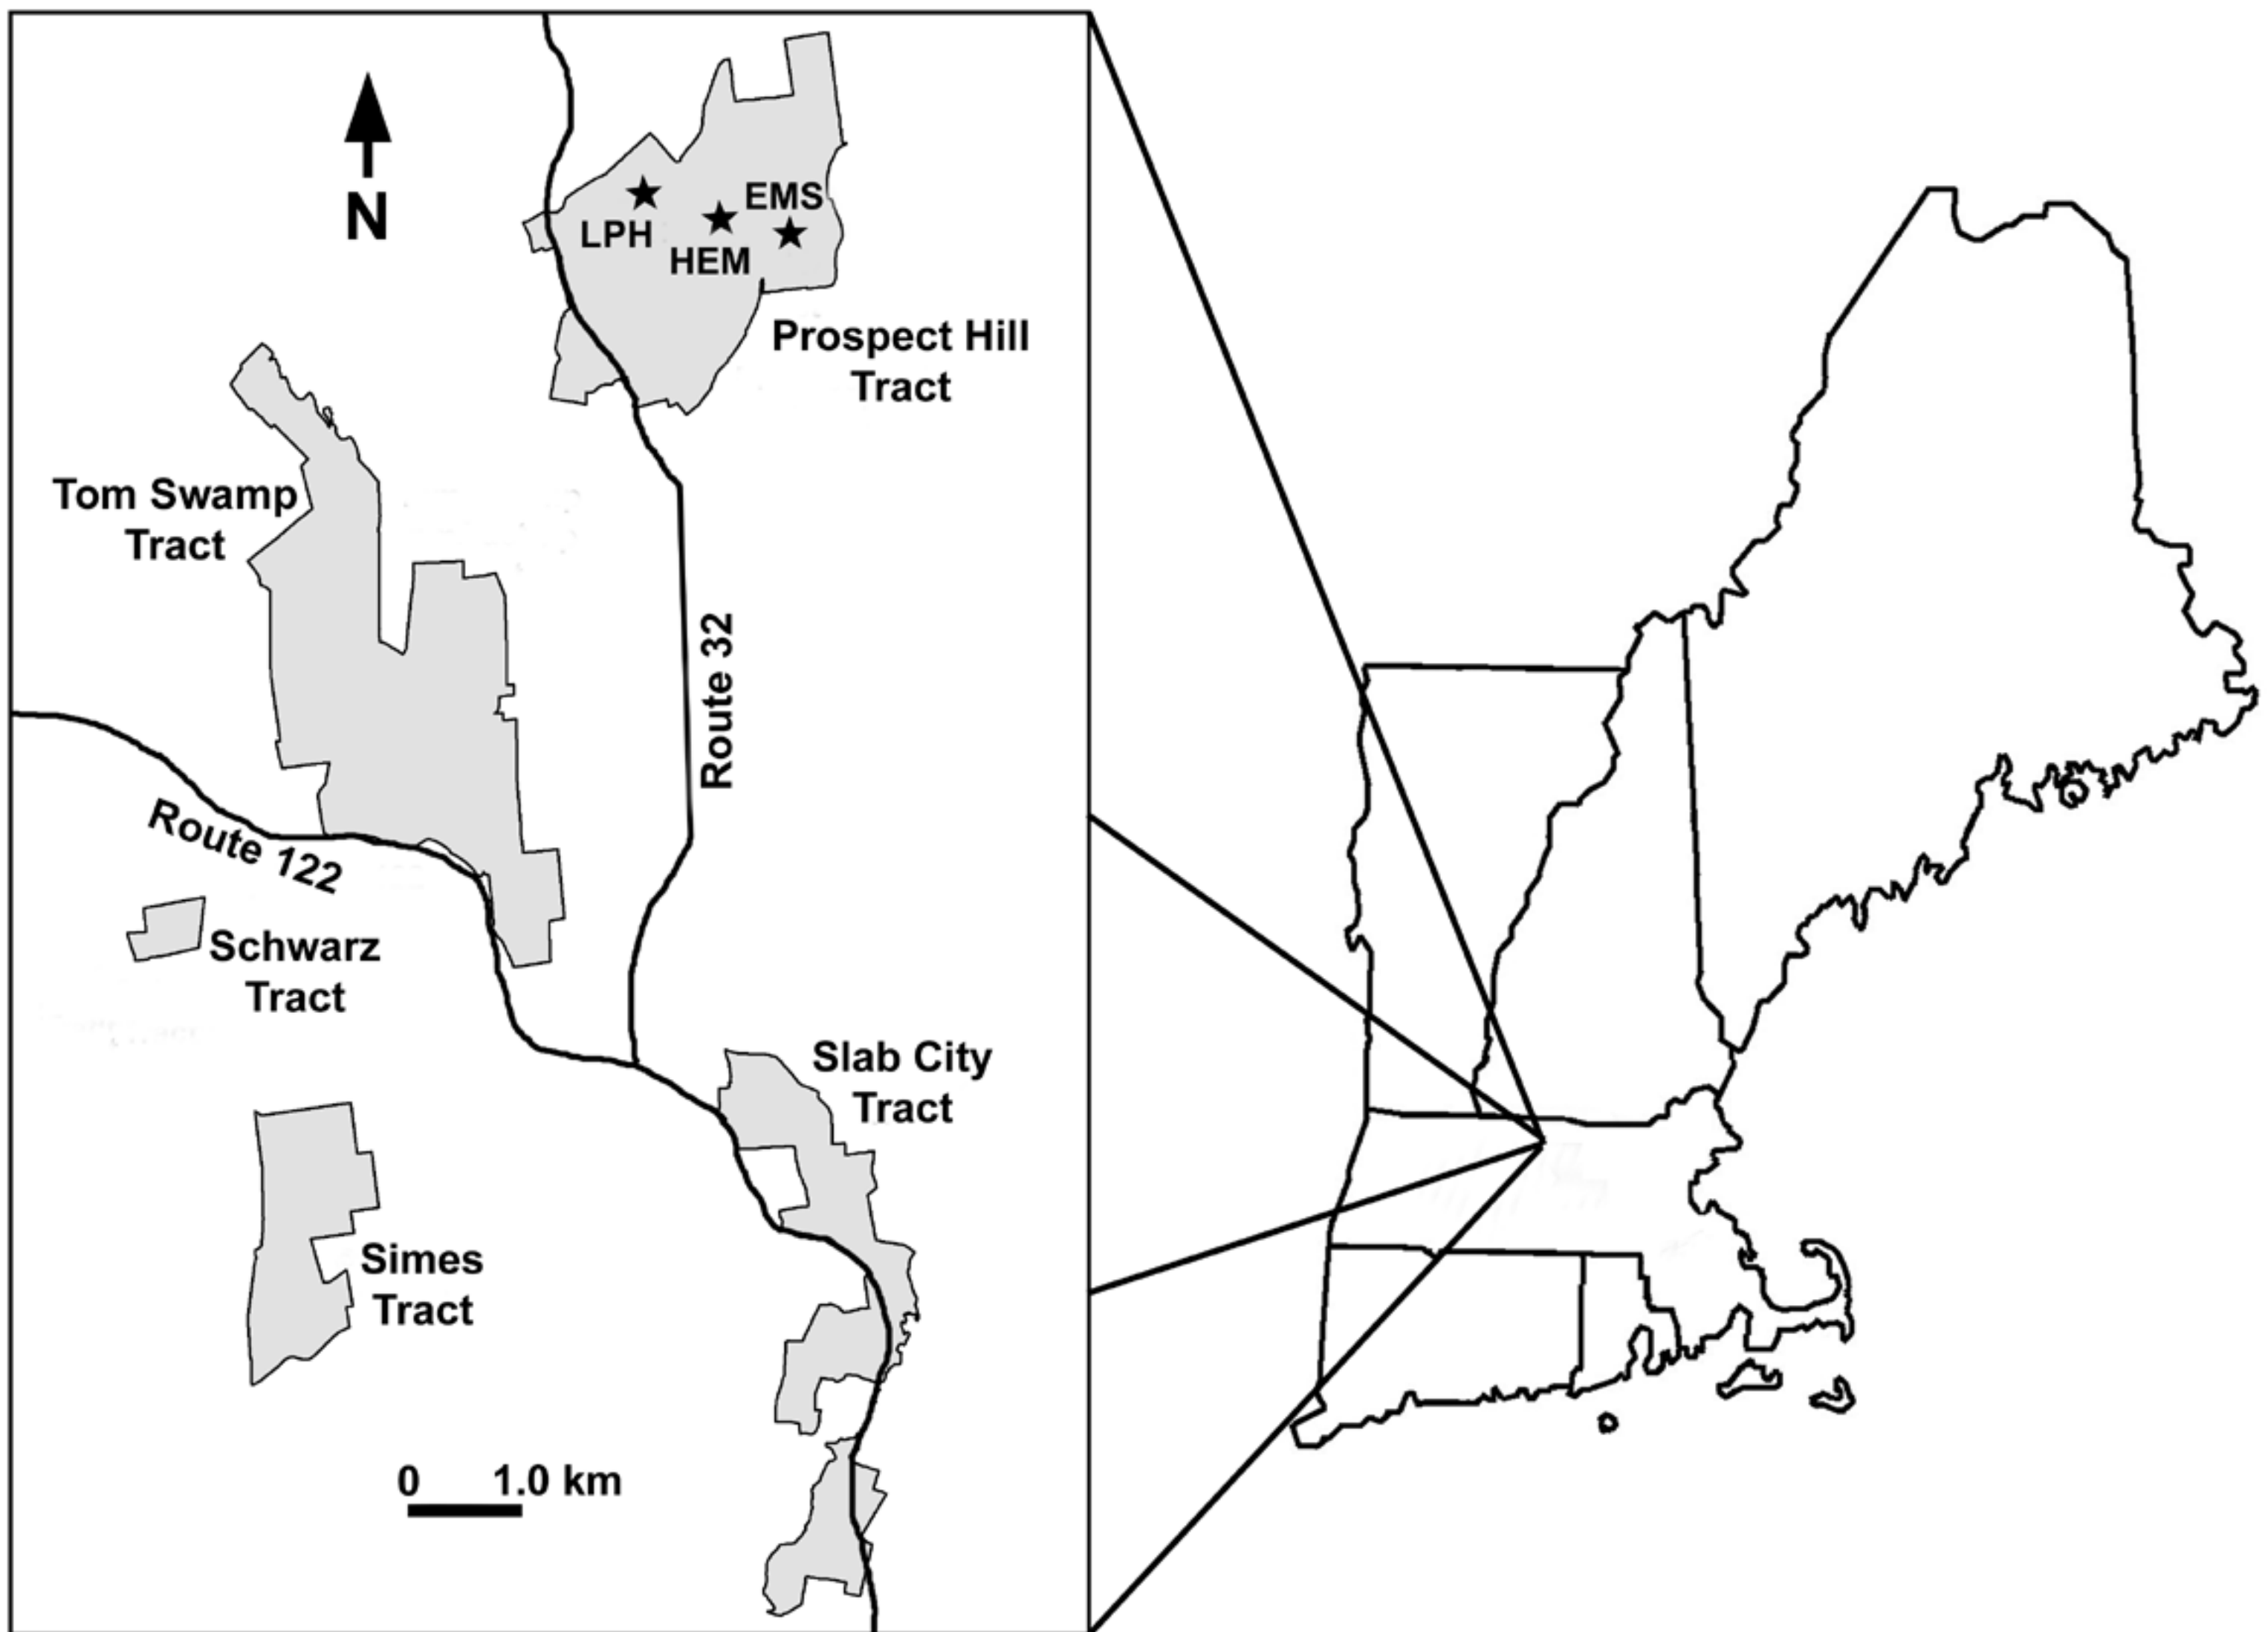 N
EMS
LPH
HEM
Prospect Hill
Tract
Tom Swamp
Tract
Route 32
Route 122
Schwarz
Tract
Slab City
Tract
Simes
Tract
0 1.0 km